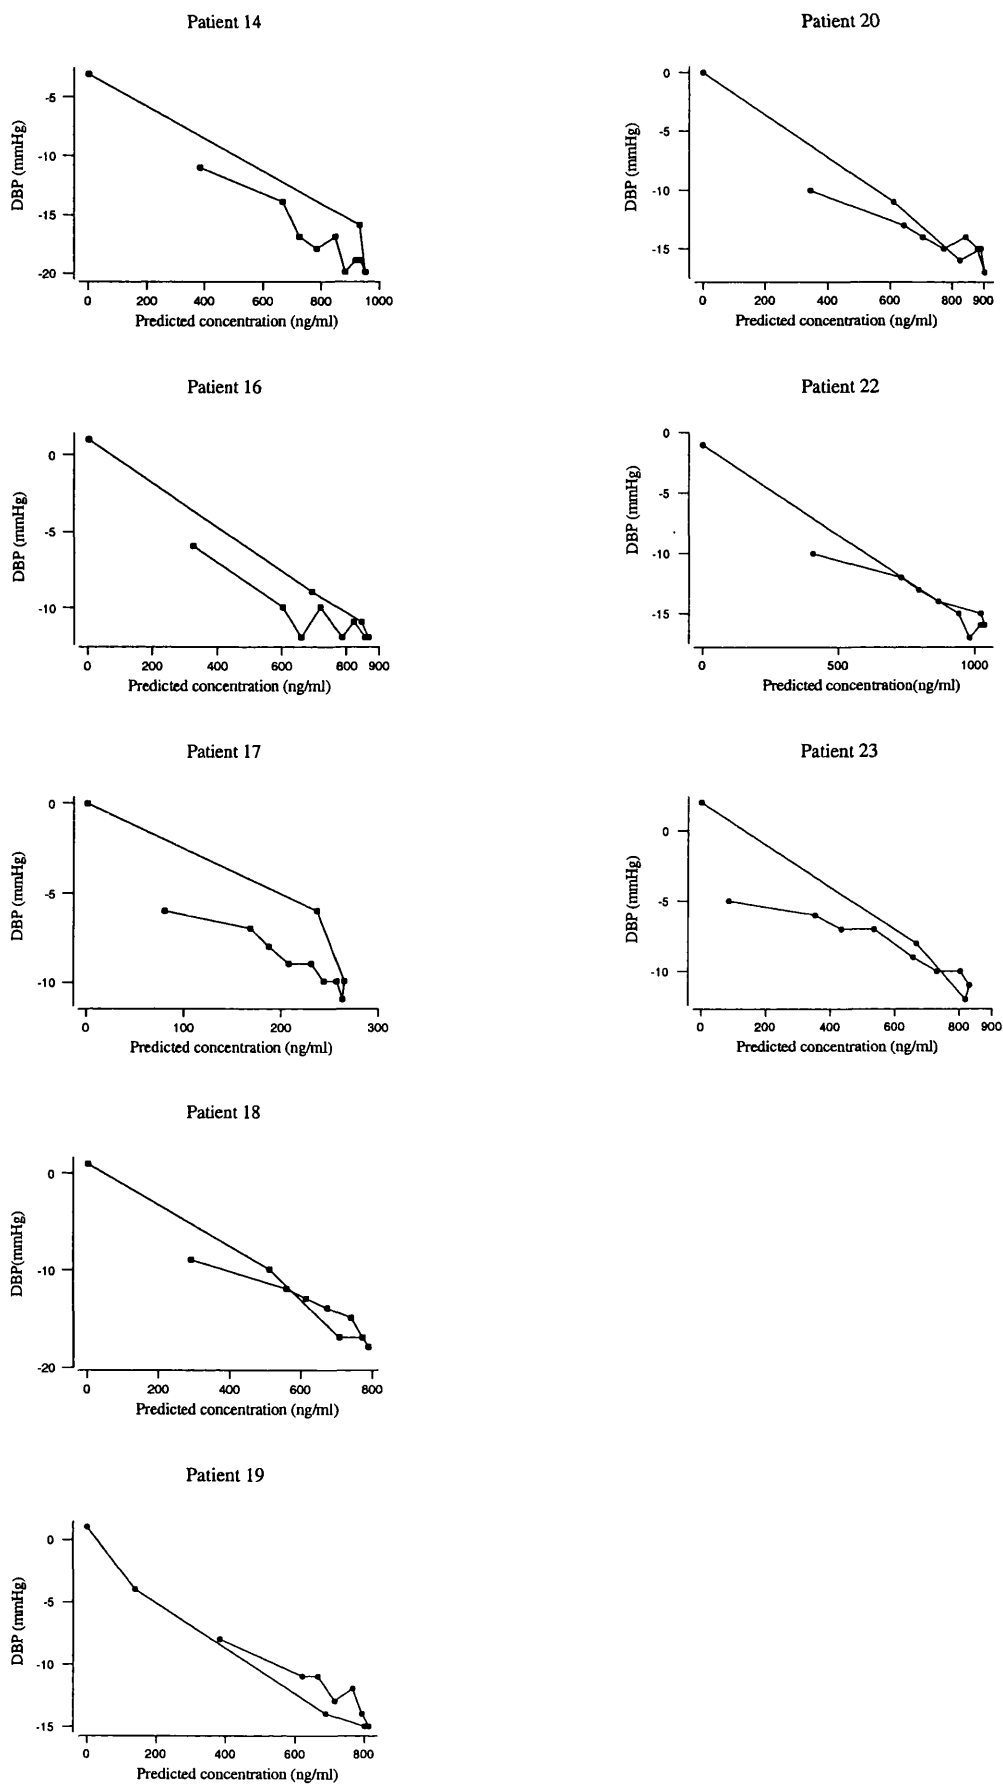 Patient 14
DBP (mmHg)
-5
-10
-15
-20
0 200 400 600 800 1000
Predicted concentration (ng/ml)
Patient 20
DBP (mmHg)
0
-5
-10
-15
0 200 400 600 800 900
Predicted concentration (ng/ml)
Patient 16
DBP (mmHg)
0
-5
-10
0 200 400 600 800 900
Predicted concentration (ng/ml)
Patient 22
DBP (mmHg)
0
-5
-10
-15
0 500 1000
Predicted concentration(ng/ml)
Patient 17
DBP (mmHg)
0
-5
-10
0 100 200 300
Predicted concentration (ng/ml)
Patient 23
DBP (mmHg)
0
-5
-10
0 200 400 600 800 900
Predicted concentration (ng/ml)
Patient 18
DBP(mmHg)
0
-10
-20
0 200 400 600 800
Predicted concentration (ng/ml)
Patient 19
DBP (mmHg)
0
-5
-10
-15
0 200 400 600 800
Predicted concentration (ng/ml)